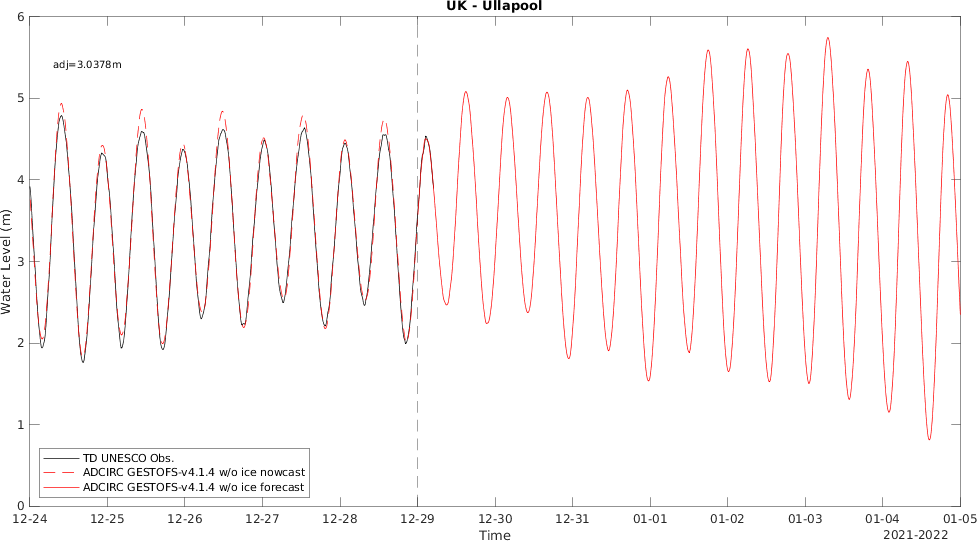 UK - Ullapool
6
adj=3.0378m
5
4
3
2
1
0
Water Level (m)
TD UNESCO Obs.
ADCIRC GESTOFS-v4.1.4 w/o ice nowcast
ADCIRC GESTOFS-v4.1.4 w/o ice forecast
12-24 12-25 12-26 12-27 12-28 12-29 12-30 12-31 01-01 01-02 01-03 01-04 01-05
Time
2021-2022